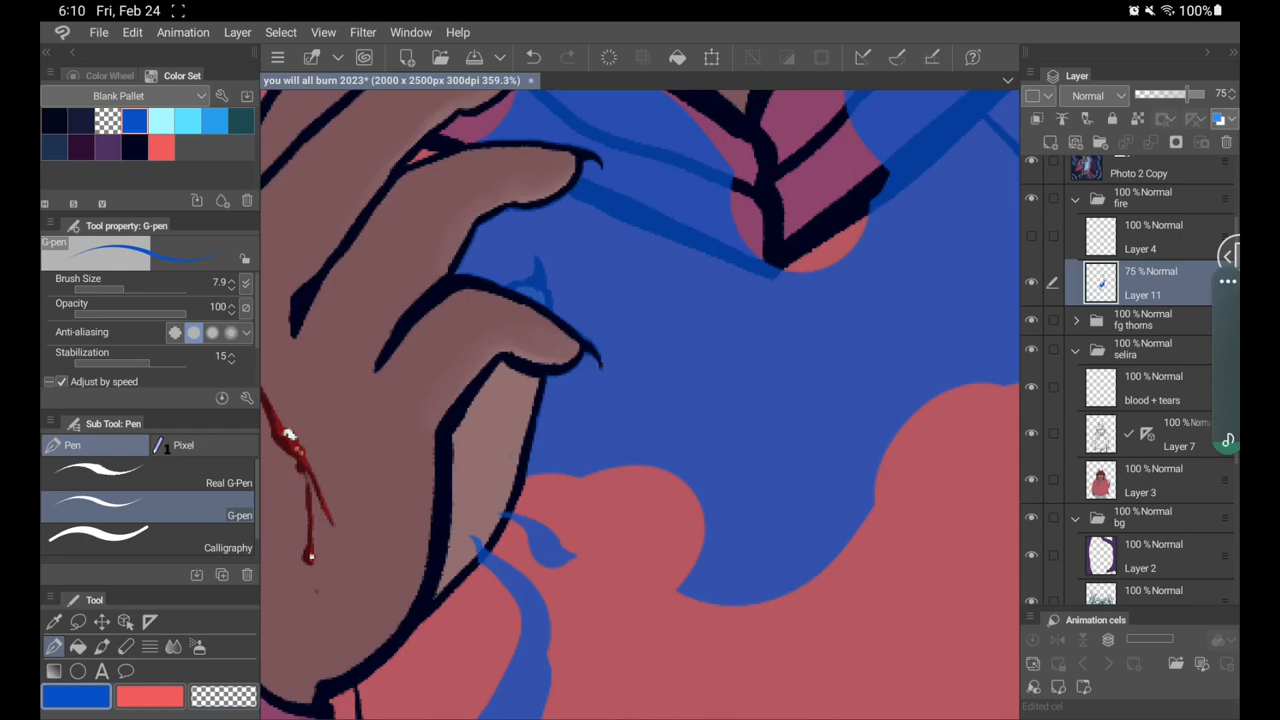 6:10 Fri, Feb 24
100%
File Edit Animation Layer Select View Filter Window Help
Color Wheel Color Set
you will all burn 2023* (2000 x 2500px 300dpi 359.3%)
Layer
Blank Pallet
Normal 75
H S V
Tool property: G-pen
G-pen
Brush Size 7.9
Opacity 100
Anti-aliasing
Stabilization 15
Adjust by speed
Sub Tool: Pen
Pen Pixel
Real G-Pen
G-pen
Calligraphy
Tool
Photo 2 Copy
100 % Normal
fire
100 % Normal
Layer 4
75 % Normal
Layer 11
100 % Normal
fg thorns
100 % Normal
selira
100 % Normal
blood + tears
100 % Norm
Layer 7
100 % Normal
Layer 3
100 % Normal
bg
100 % Normal
Layer 2
100 % Normal
Animation cels
Edited cel